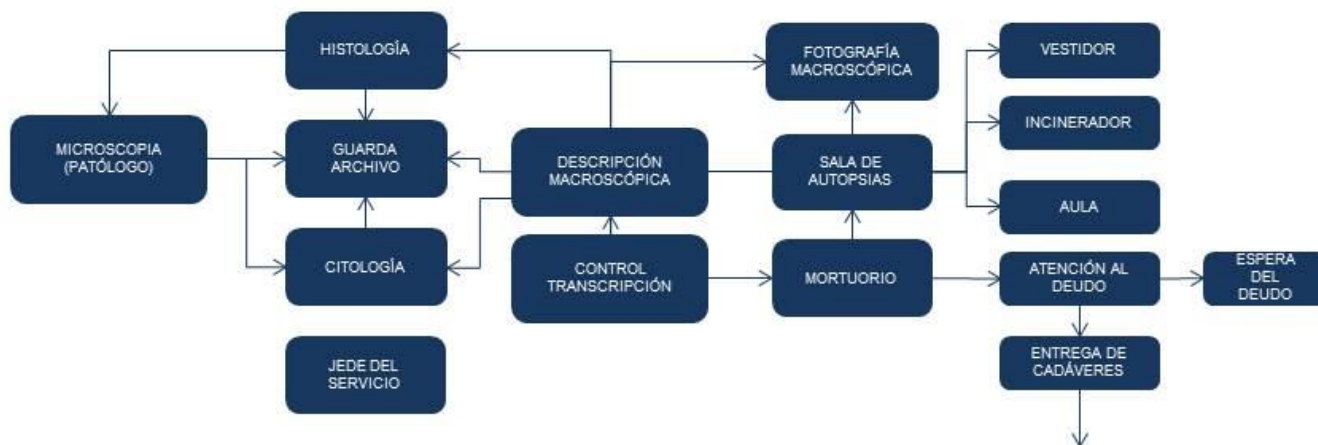 HISTOLOGÍA
FOTOGRAFÍA
MACROSCÓPICA
VESTIDOR
INCINERADOR
MICROSCOPIA
(PATÓLOGO)
GUARDA
ARCHIVO
DESCRIPCIÓN
MACROSCÓPICA
SALA DE
AUTOPSIAS
AULA
CITOLOGÍA
CONTROL
TRANSCRIPCIÓN
MORTUORIO
ATENCIÓN AL
DEUDO
ESPERA
DEL
DEUDO
JEDE DEL
SERVICIO
ENTREGA DE
CADÁVERES